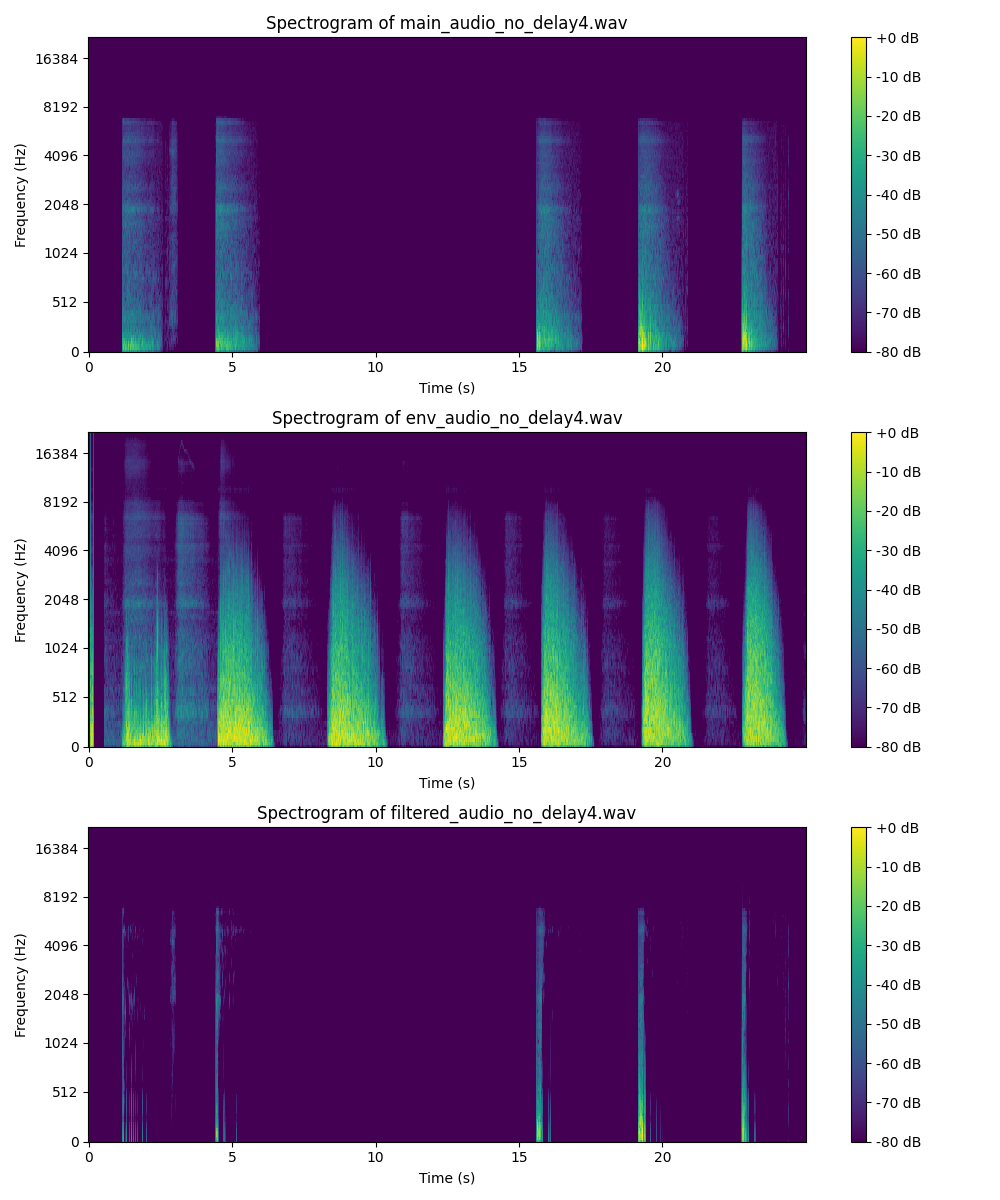 Spectrogram of main_audio_no_delay4.wav
16384
8192
4096
2048
1024
512
0
Frequency (Hz)
0 5 10 15 20
Time (s)
+0 dB
-10 dB
-20 dB
-30 dB
-40 dB
-50 dB
-60 dB
-70 dB
-80 dB
Spectrogram of env_audio_no_delay4.wav
16384
8192
4096
2048
1024
512
0
Frequency (Hz)
0 5 10 15 20
Time (s)
+0 dB
-10 dB
-20 dB
-30 dB
-40 dB
-50 dB
-60 dB
-70 dB
-80 dB
Spectrogram of filtered_audio_no_delay4.wav
16384
8192
4096
2048
1024
512
0
Frequency (Hz)
0 5 10 15 20
Time (s)
+0 dB
-10 dB
-20 dB
-30 dB
-40 dB
-50 dB
-60 dB
-70 dB
-80 dB